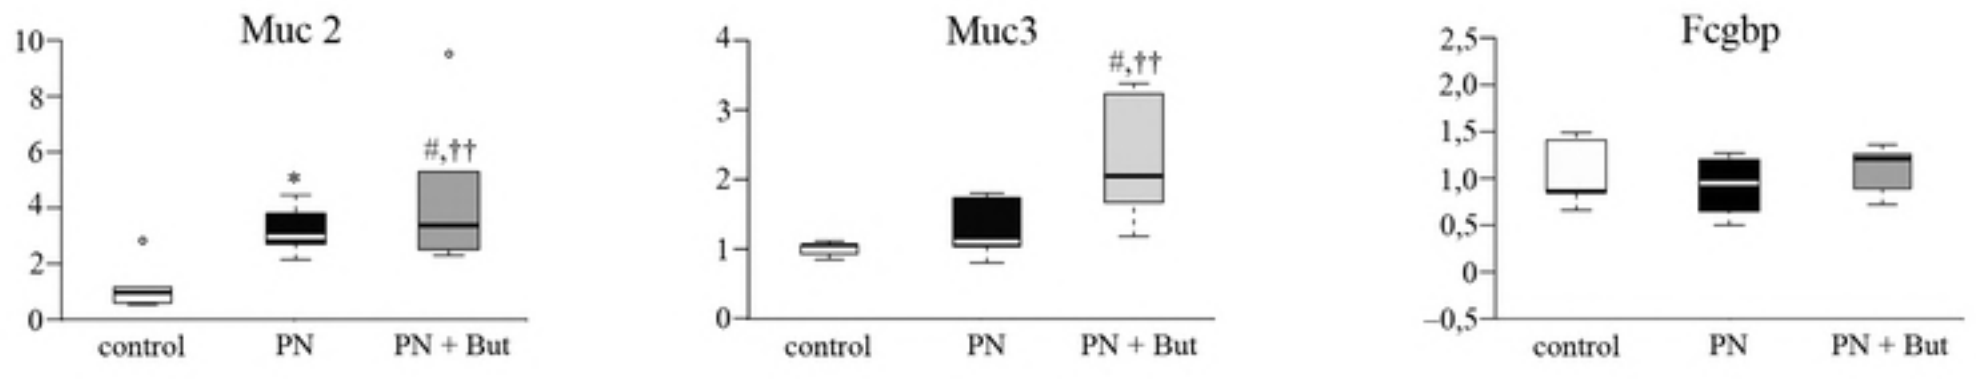 Muc 2
10
8
6
4
2
0
*
#,††
control
PN
PN + But
Muc3
4
3
2
1
0
#,††
control
PN
PN + But
Fcgbp
2,5
2,0
1,5
1,0
0,5
0
–0,5
control
PN
PN + But